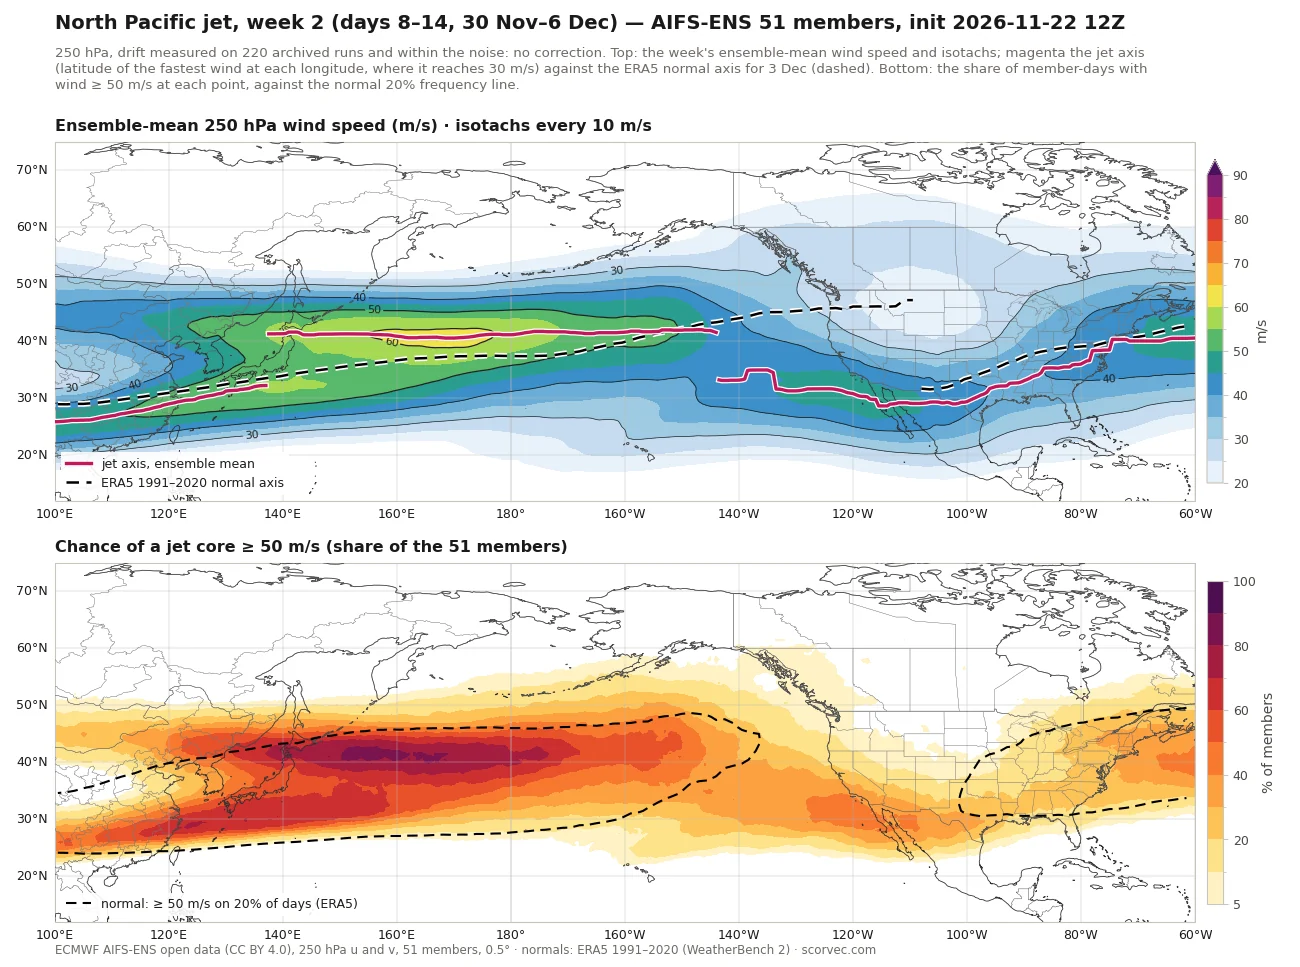 North Pacific jet, week 2 (days 8–14, 30 Nov–6 Dec) — AIFS-ENS 51 members, init 2026-11-22 12Z
250 hPa, drift measured on 220 archived runs and within the noise: no correction. Top: the week's ensemble-mean wind speed and isotachs; magenta the jet axis
(latitude of the fastest wind at each longitude, where it reaches 30 m/s) against the ERA5 normal axis for 3 Dec (dashed). Bottom: the share of member-days with
wind ≥ 50 m/s at each point, against the normal 20% frequency line.
Ensemble-mean 250 hPa wind speed (m/s) · isotachs every 10 m/s
70°N
60°N
50°N
40°N
30°N
20°N
30
40
50
60
30
40
30
40
jet axis, ensemble mean
ERA5 1991–2020 normal axis
100°E 120°E 140°E 160°E 180° 160°W 140°W 120°W 100°W 80°W 60°W
90
80
70
60
50
40
30
20
m/s
Chance of a jet core ≥ 50 m/s (share of the 51 members)
70°N
60°N
50°N
40°N
30°N
20°N
normal: ≥ 50 m/s on 20% of days (ERA5)
100°E 120°E 140°E 160°E 180° 160°W 140°W 120°W 100°W 80°W 60°W
100
80
60
40
20
5
% of members
ECMWF AIFS-ENS open data (CC BY 4.0), 250 hPa u and v, 51 members, 0.5° · normals: ERA5 1991–2020 (WeatherBench 2) · scorvec.com